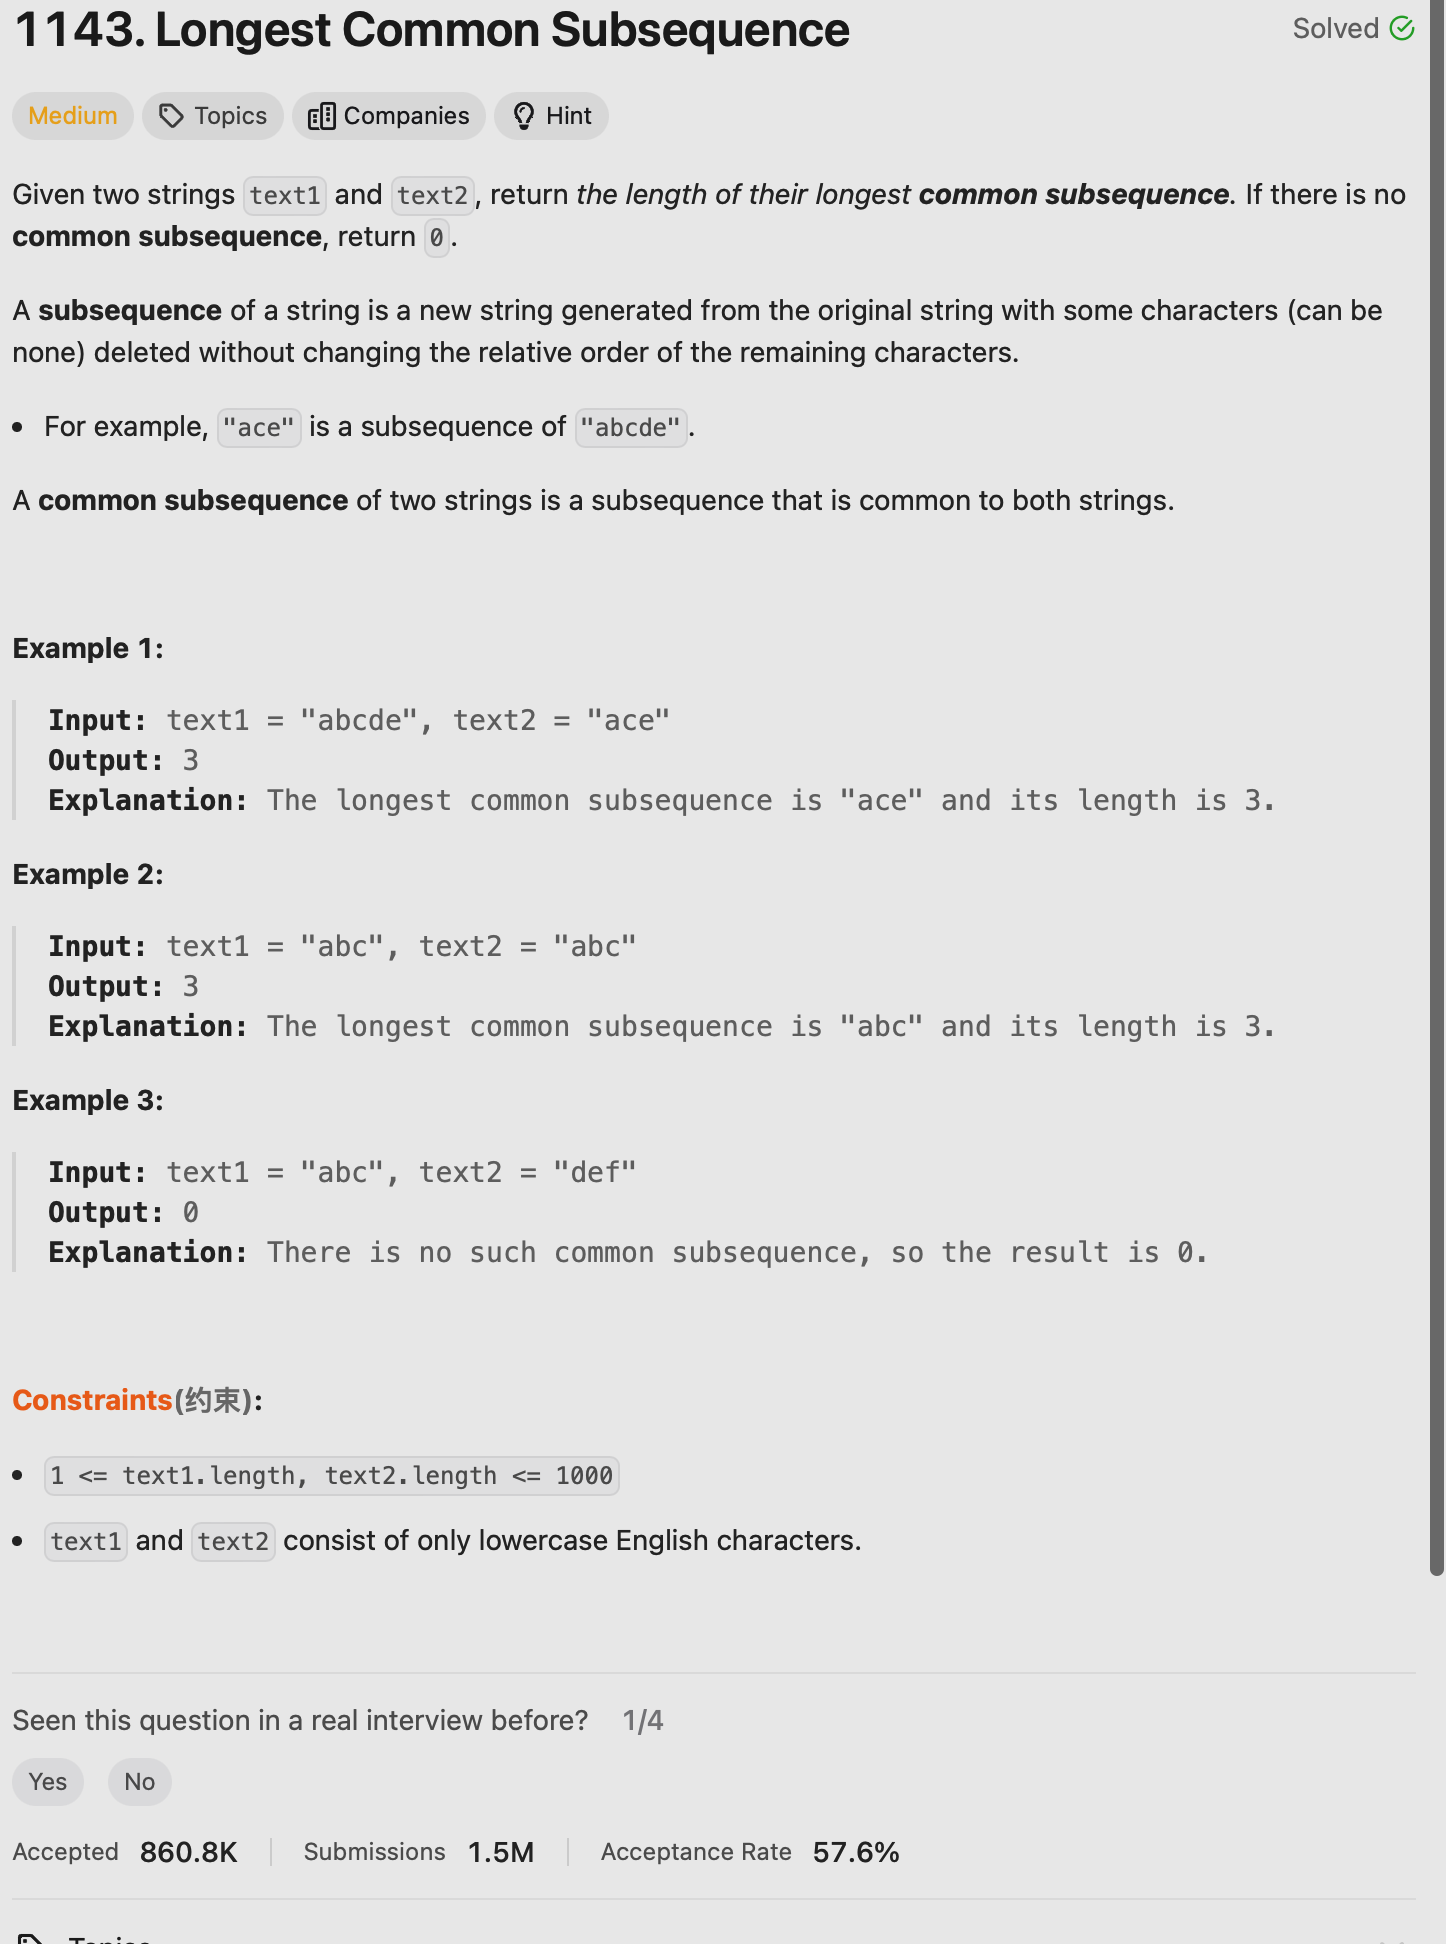 1143. Longest Common Subsequence
Solved
Medium
Topics
Companies
Hint
Given two strings text1 and text2, return the length of their longest common subsequence. If there is no
common subsequence, return 0.
A subsequence of a string is a new string generated from the original string with some characters (can be
none) deleted without changing the relative order of the remaining characters.
• For example, "ace" is a subsequence of "abcde".
A common subsequence of two strings is a subsequence that is common to both strings.
Example 1:
Input: text1 = "abcde", text2 = "ace"
Output: 3
Explanation: The longest common subsequence is "ace" and its length is 3.
Example 2:
Input: text1 = "abc", text2 = "abc"
Output: 3
Explanation: The longest common subsequence is "abc" and its length is 3.
Example 3:
Input: text1 = "abc", text2 = "def"
Output: 0
Explanation: There is no such common subsequence, so the result is 0.
Constraints(约束):
• 1 <= text1.length, text2.length <= 1000
• text1 and text2 consist of only lowercase English characters.
Seen this question in a real interview before? 1/4
Yes
No
Accepted 860.8K
Submissions 1.5M
Acceptance Rate 57.6%
Topics